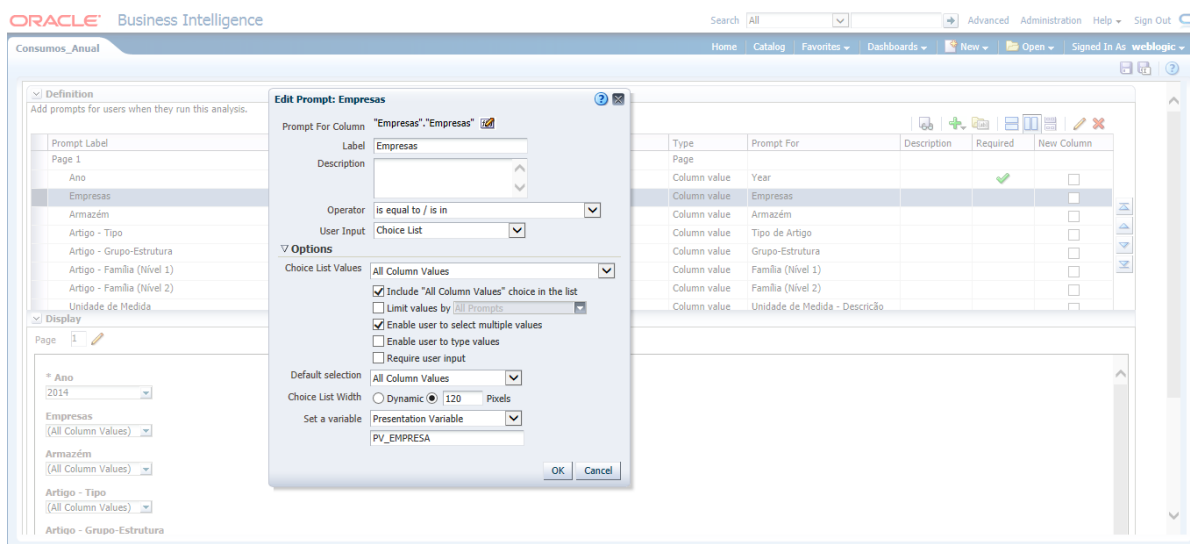 ORACLE Business Intelligence
Search All Advanced Administration Help Sign Out
Consumos_Anual
Home Catalog Favorites Dashboards New Open Signed In As weblogic
Definition
Add prompts for users when they run this analysis.
Prompt Label Type Prompt For Description Required New Column
Page 1 Page
Ano Column value Year
Empresas Column value Empresas
Armazém Column value Armazém
Artigo - Tipo Column value Tipo de Artigo
Artigo - Grupo-Estrutura Column value Grupo-Estrutura
Artigo - Família (Nível 1) Column value Família (Nível 1)
Artigo - Família (Nível 2) Column value Família (Nível 2)
Unidade de Medida Column value Unidade de Medida - Descrição
Edit Prompt: Empresas
Prompt For Column "Empresas"."Empresas"
Label Empresas
Description
Operator is equal to / is in
User Input Choice List
Options
Choice List Values All Column Values
Include "All Column Values" choice in the list
Limit values by All Prompts
Enable user to select multiple values
Enable user to type values
Require user input
Default selection All Column Values
Choice List Width Dynamic 120 Pixels
Set a variable Presentation Variable
PV_EMPRESA
OK Cancel
Display
Page 1
* Ano
2014
Empresas
(All Column Values)
Armazém
(All Column Values)
Artigo - Tipo
(All Column Values)
Artigo - Grupo-Estrutura